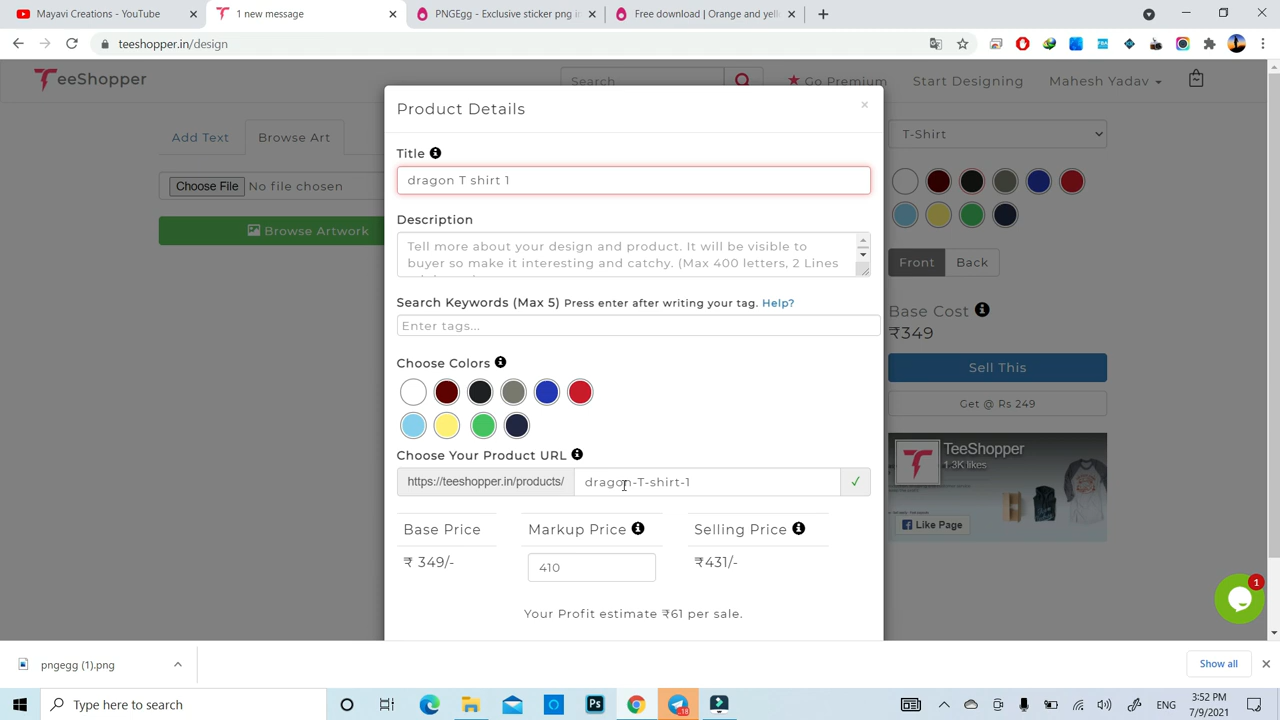 Mayavi Creations - YouTube
1 new message
PNGEgg - Exclusive sticker png in
Free download | Orange and yell
teeshopper.in/design
TeeShopper
Search
Go Premium
Start Designing
Mahesh Yadav
Product Details
×
Add Text
Browse Art
Choose File No file chosen
Browse Artwork
Title
dragon T shirt 1
Description
Tell more about your design and product. It will be visible to
buyer so make it interesting and catchy. (Max 400 letters, 2 Lines
Search Keywords (Max 5) Press enter after writing your tag. Help?
Enter tags...
Choose Colors
Choose Your Product URL
https://teeshopper.in/products/ dragon-T-shirt-1 ✓
Base Price
Markup Price
Selling Price
₹ 349/-
410
₹431/-
Your Profit estimate ₹61 per sale.
T-Shirt
Front
Back
Base Cost
₹349
Sell This
Get @ Rs 249
TeeShopper
1.3K likes
Like Page
1
pngegg (1).png
Show all
Type here to search
Ps
18
ENG
3:52 PM
7/9/2021